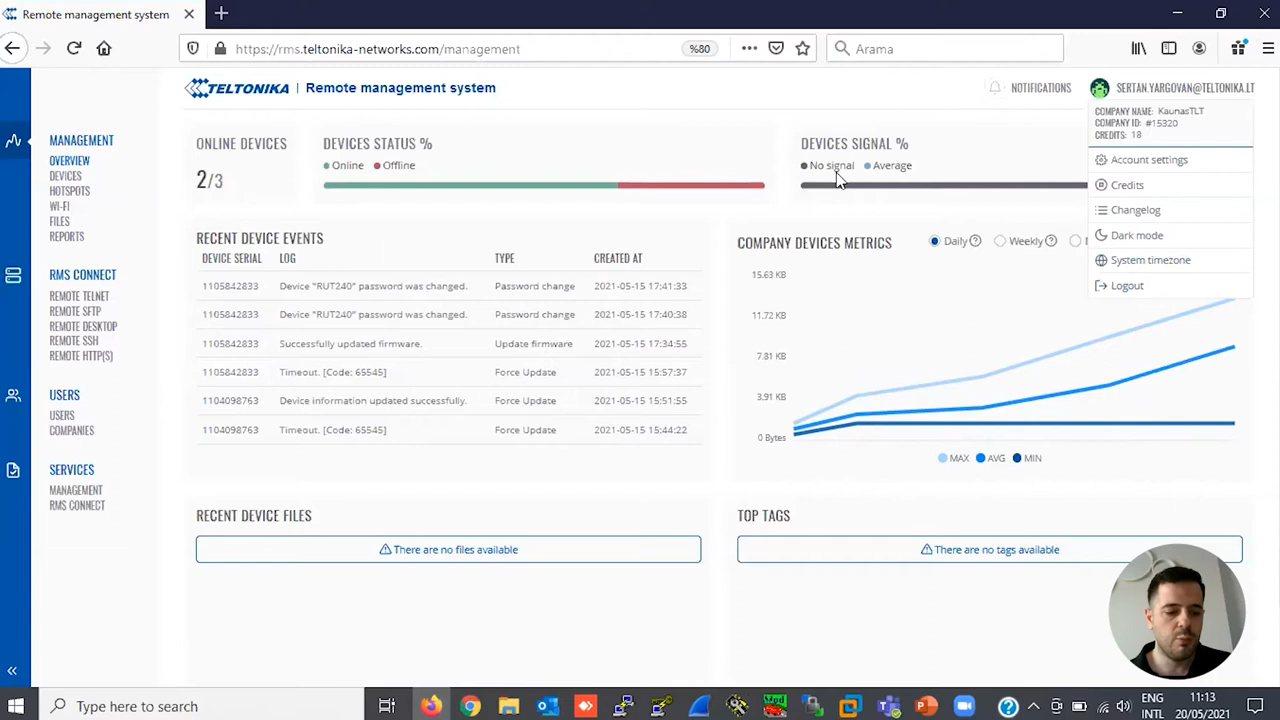 Remote management system
https://rms.teltonika-networks.com/management
%80
Arama
TELTONIKA | Remote management system
NOTIFICATIONS
SERTAN.YARGOVAN@TELTONIKA.LT
COMPANY NAME: KaunasTLT
COMPANY ID: #15320
CREDITS: 18
Account settings
Credits
Changelog
Dark mode
System timezone
Logout
MANAGEMENT
OVERVIEW
DEVICES
HOTSPOTS
WI-FI
FILES
REPORTS
RMS CONNECT
REMOTE TELNET
REMOTE SFTP
REMOTE DESKTOP
REMOTE SSH
REMOTE HTTP(S)
USERS
USERS
COMPANIES
SERVICES
MANAGEMENT
RMS CONNECT
ONLINE DEVICES
2/3
DEVICES STATUS %
Online Offline
DEVICES SIGNAL %
No signal Average
RECENT DEVICE EVENTS
DEVICE SERIAL LOG TYPE CREATED AT
1105842833 Device "RUT240" password was changed. Password change 2021-05-15 17:41:33
1105842833 Device "RUT240" password was changed. Password change 2021-05-15 17:40:38
1105842833 Successfully updated firmware. Update firmware 2021-05-15 17:34:55
1105842833 Timeout. [Code: 65545] Force Update 2021-05-15 15:57:37
1104098763 Device information updated successfully. Force Update 2021-05-15 15:51:55
1104098763 Timeout. [Code: 65545] Force Update 2021-05-15 15:44:22
COMPANY DEVICES METRICS
Daily Weekly
15.63 KB
11.72 KB
7.81 KB
3.91 KB
0 Bytes
MAX AVG MIN
RECENT DEVICE FILES
There are no files available
TOP TAGS
There are no tags available
Type here to search
ENG
INTL
11:13
20/05/2021